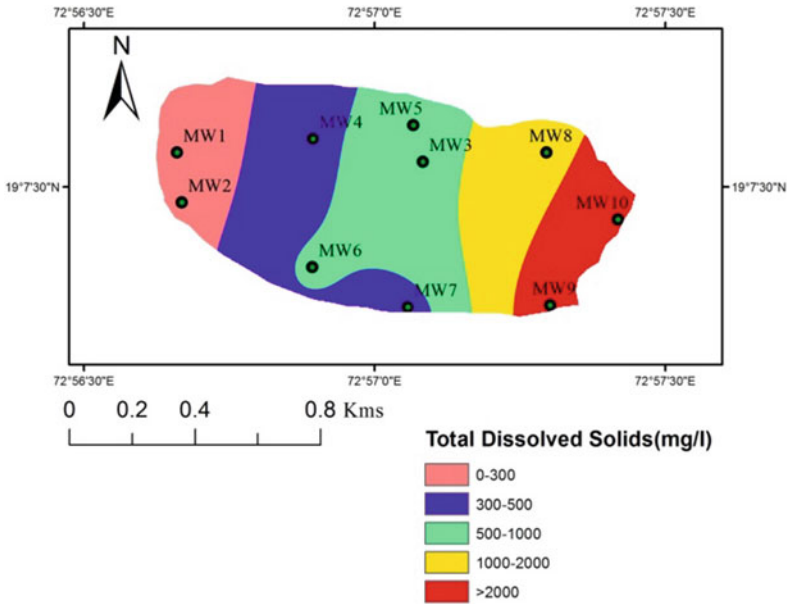 72°56'30"E 72°57'0"E 72°57'30"E
N
MW5
MW1 MW4 MW8
MW3
19°7'30"N MW2 19°7'30"N
MW10
MW6
MW7 MW9
72°56'30"E 72°57'0"E 72°57'30"E
0 0.2 0.4 0.8 Kms
Total Dissolved Solids(mg/l)
0-300
300-500
500-1000
1000-2000
>2000